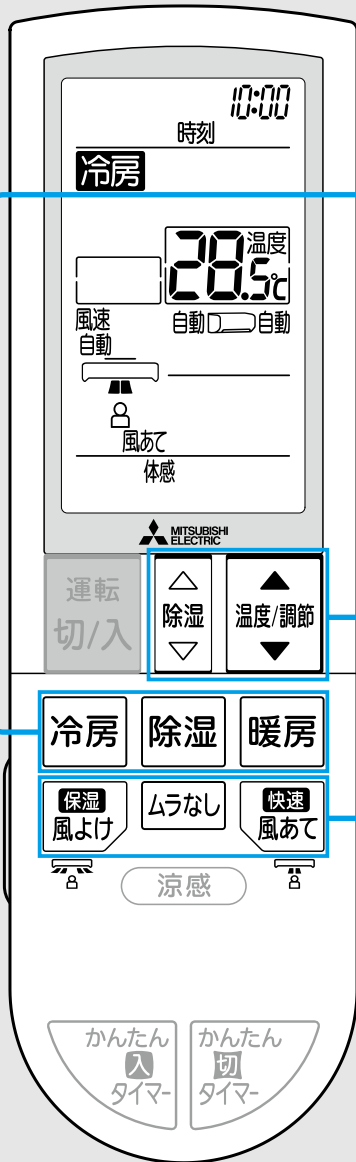 10:00
時刻
冷房
28.5℃ 温度
風速 自動 自動
自動
風あて
体感
MITSUBISHI
ELECTRIC
運転
切/入
△ 除湿 ▽
▲ 温度/調節 ▼
冷房 除湿 暖房
保湿
風よけ
ムラなし
快速
風あて
涼感
かんたん
入
タイマー
かんたん
切
タイマー